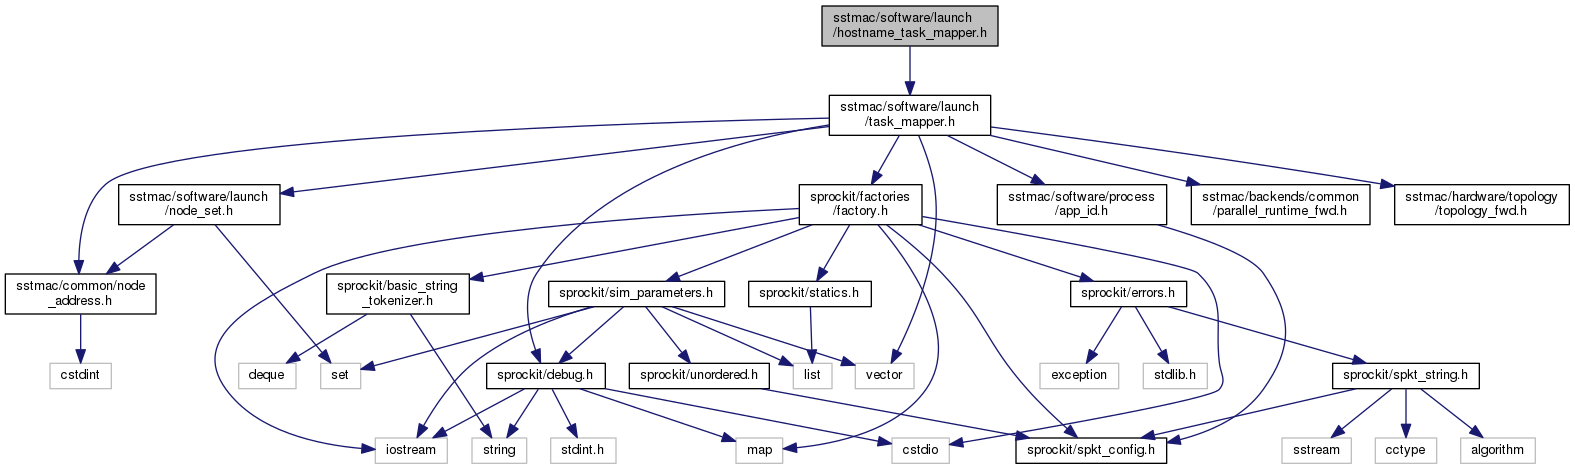 sstmac/software/launch
/hostname_task_mapper.h
sstmac/software/launch
/task_mapper.h
sstmac/software/launch
/node_set.h
sprockit/factories
/factory.h
sstmac/software/process
/app_id.h
sstmac/backends/common
/parallel_runtime_fwd.h
sstmac/hardware/topology
/topology_fwd.h
sstmac/common/node
_address.h
sprockit/basic_string
_tokenizer.h
sprockit/sim_parameters.h
sprockit/statics.h
sprockit/errors.h
cstdint
deque
set
sprockit/debug.h
sprockit/unordered.h
list
vector
exception
stdlib.h
sprockit/spkt_string.h
iostream
string
stdint.h
map
cstdio
sprockit/spkt_config.h
sstream
cctype
algorithm